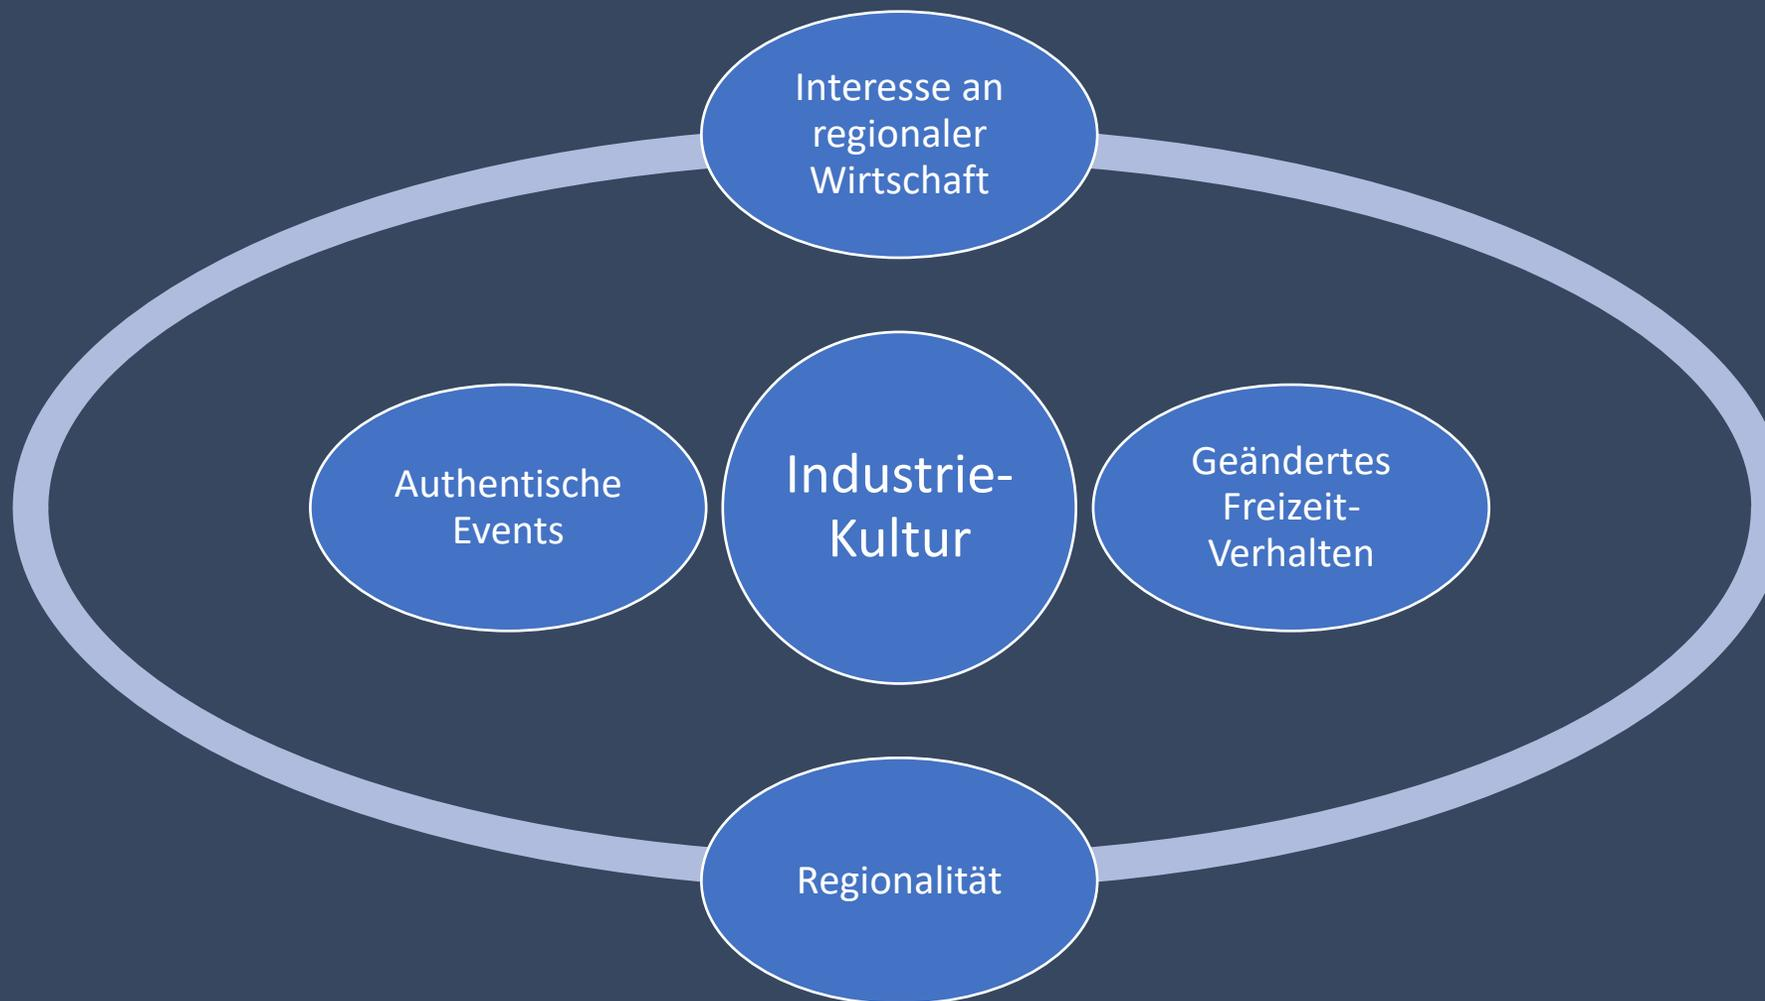 Interesse an
regionaler
Wirtschaft
Authentische
Events
Industrie-
Kultur
Geändertes
Freizeit-
Verhalten
Regionalität